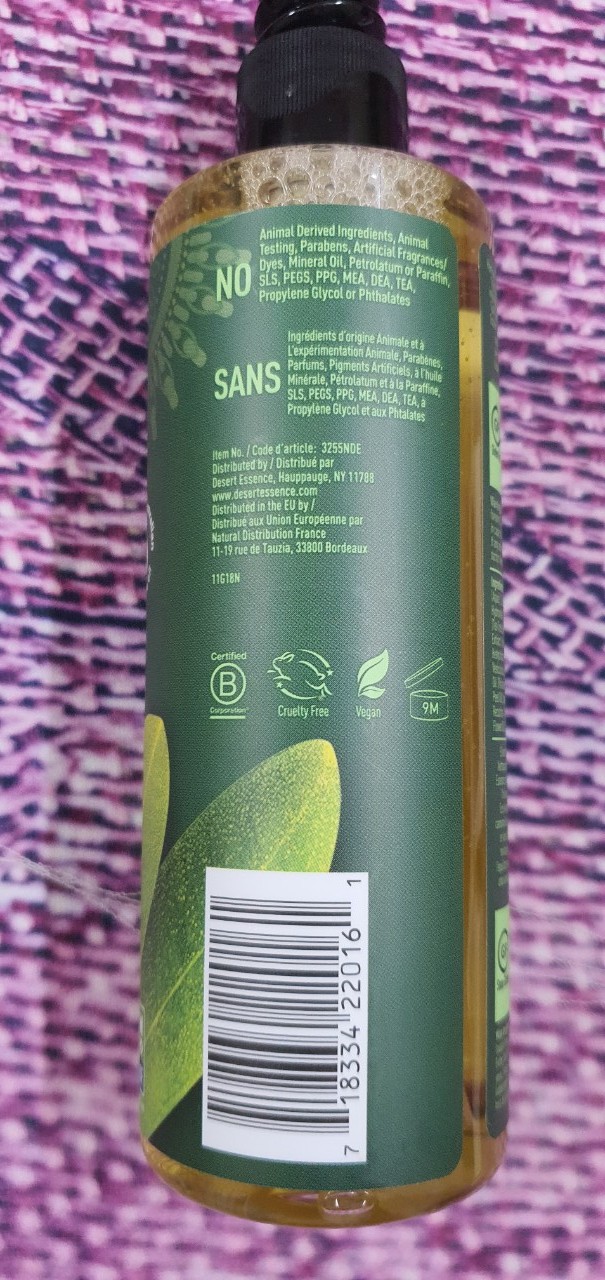 NO
Animal Derived Ingredients, Animal
Testing, Parabens, Artificial Fragrances/
Dyes, Mineral Oil, Petrolatum or Paraffin,
SLS, PEGS, PPG, MEA, DEA, TEA,
Propylene Glycol or Phthalates
SANS
Ingrédients d'origine Animale et à
L'expérimentation Animale, Parabènes,
Parfums, Pigments Artificiels, à l'huile
Minérale, Pétrolatum et à la Paraffine,
SLS, PEGS, PPG, MEA, DEA, TEA, à
Propylene Glycol et aux Phtalates
Item No. / Code d'article: 3255NDE
Distributed by / Distribué par
Desert Essence, Hauppauge, NY 11788
www.desertessence.com
Distributed in the EU by /
Distribué aux Union Européenne par
Natural Distribution France
11-19 rue de Tauzia, 33800 Bordeaux
11G18N
Certified
B
Corporation
Cruelty Free
Vegan
9M
7 18334 22016 1